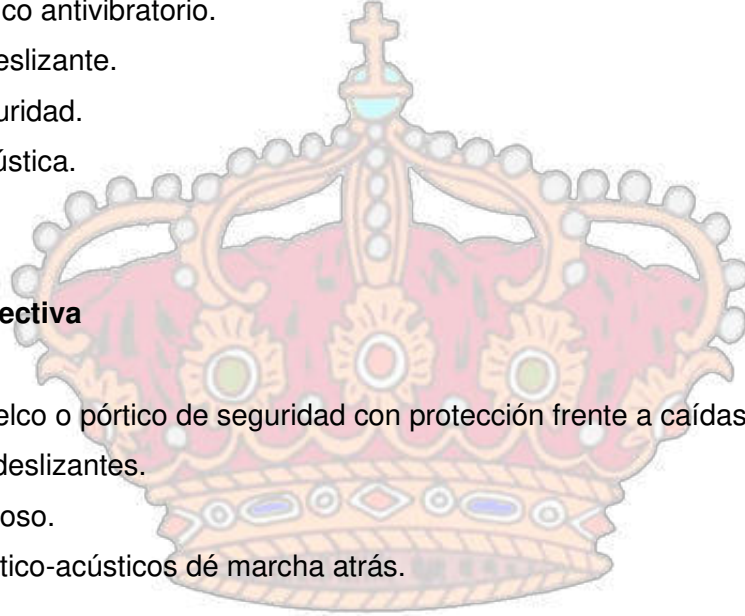 co antivibratorio.
eslizante.
uridad.
ústica.
ectiva
elco o pórtico de seguridad con protección frente a caídas
deslizantes.
oso.
tico-acústicos dé marcha atrás.